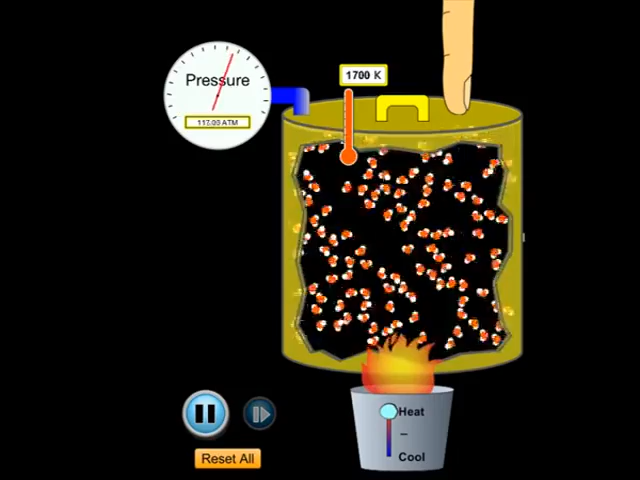 1700 K
Pressure
117.00 ATM
Heat
Cool
Reset All